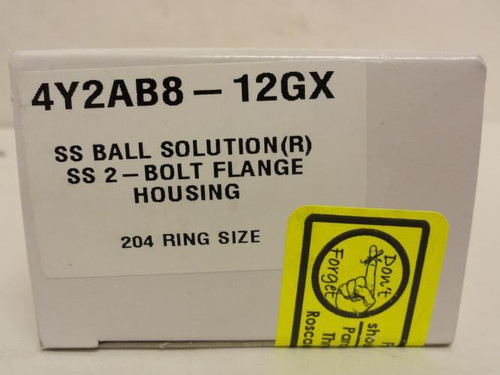 4Y2AB8-12GX
SS BALL SOLUTION(R)
SS 2-BOLT FLANGE
HOUSING
204 RING SIZE
Don't
Forget